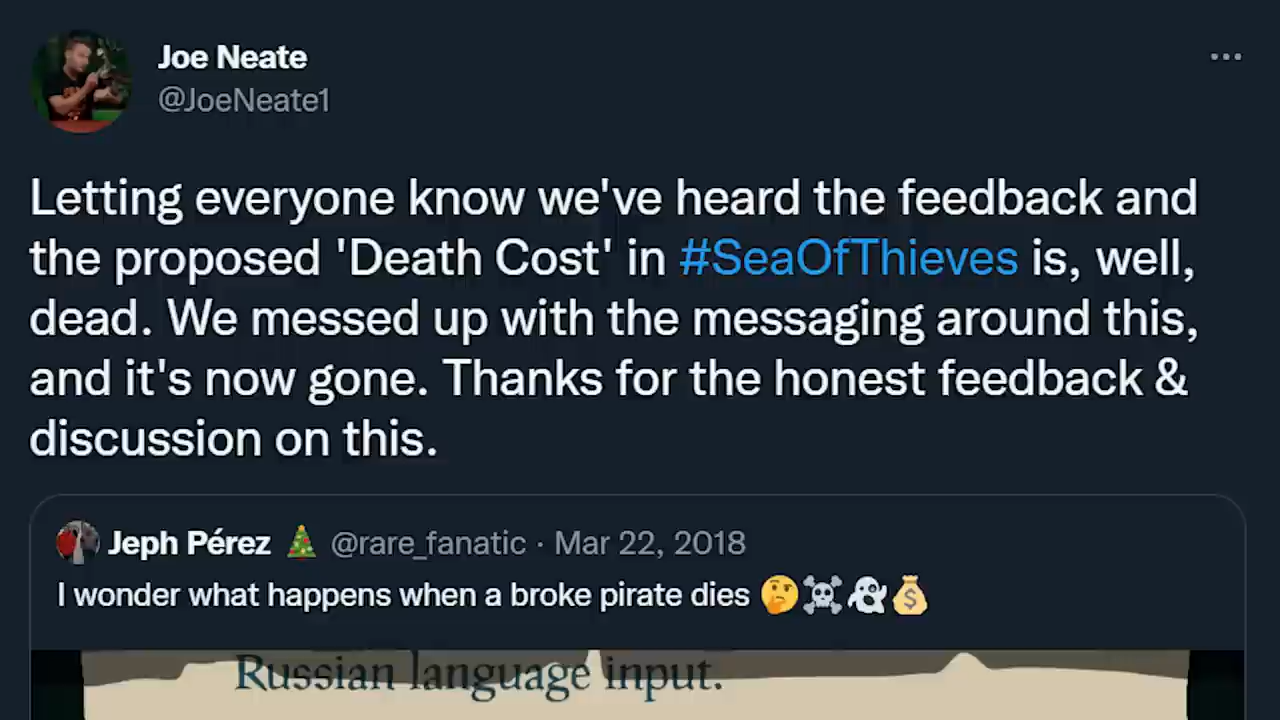 Joe Neate
@JoeNeate1
Letting everyone know we've heard the feedback and
the proposed 'Death Cost' in #SeaOfThieves is, well,
dead. We messed up with the messaging around this,
and it's now gone. Thanks for the honest feedback &
discussion on this.
Jeph Pérez 🎄 @rare_fanatic · Mar 22, 2018
I wonder what happens when a broke pirate dies 🤔☠️👻💰
Russian language input.